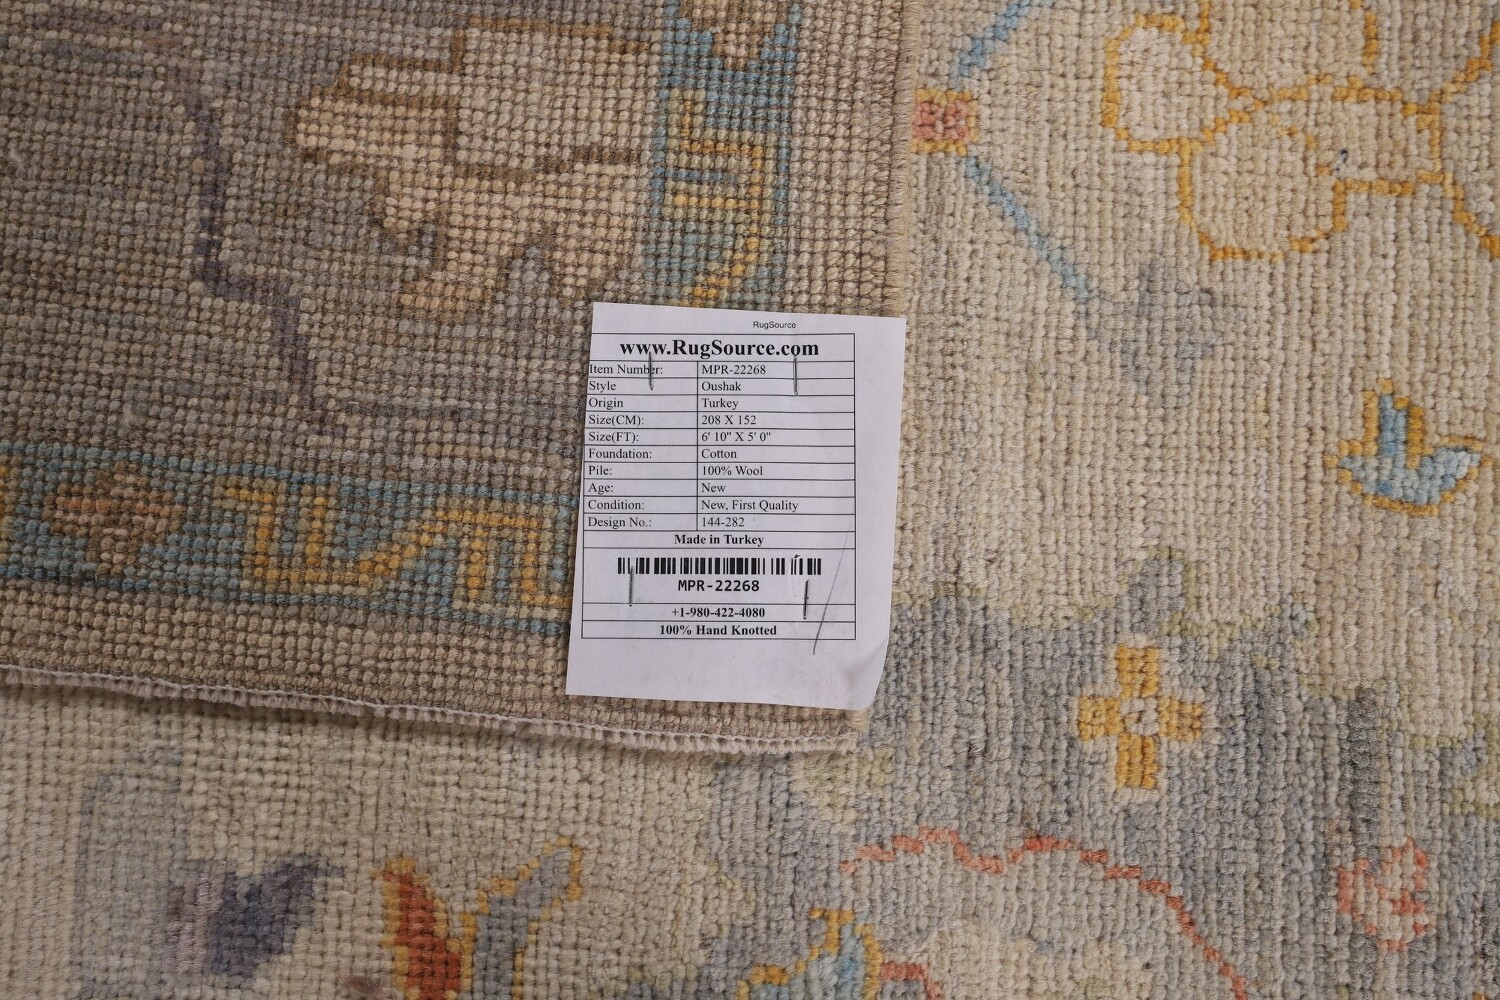 RugSource
www.RugSource.com
Item Number: MPR-22268
Style Oushak
Origin Turkey
Size(CM): 208 X 152
Size(FT): 6' 10" X 5' 0"
Foundation: Cotton
Pile: 100% Wool
Age: New
Condition: New, First Quality
Design No.: 144-282
Made in Turkey
MPR-22268
+1-980-422-4080
100% Hand Knotted